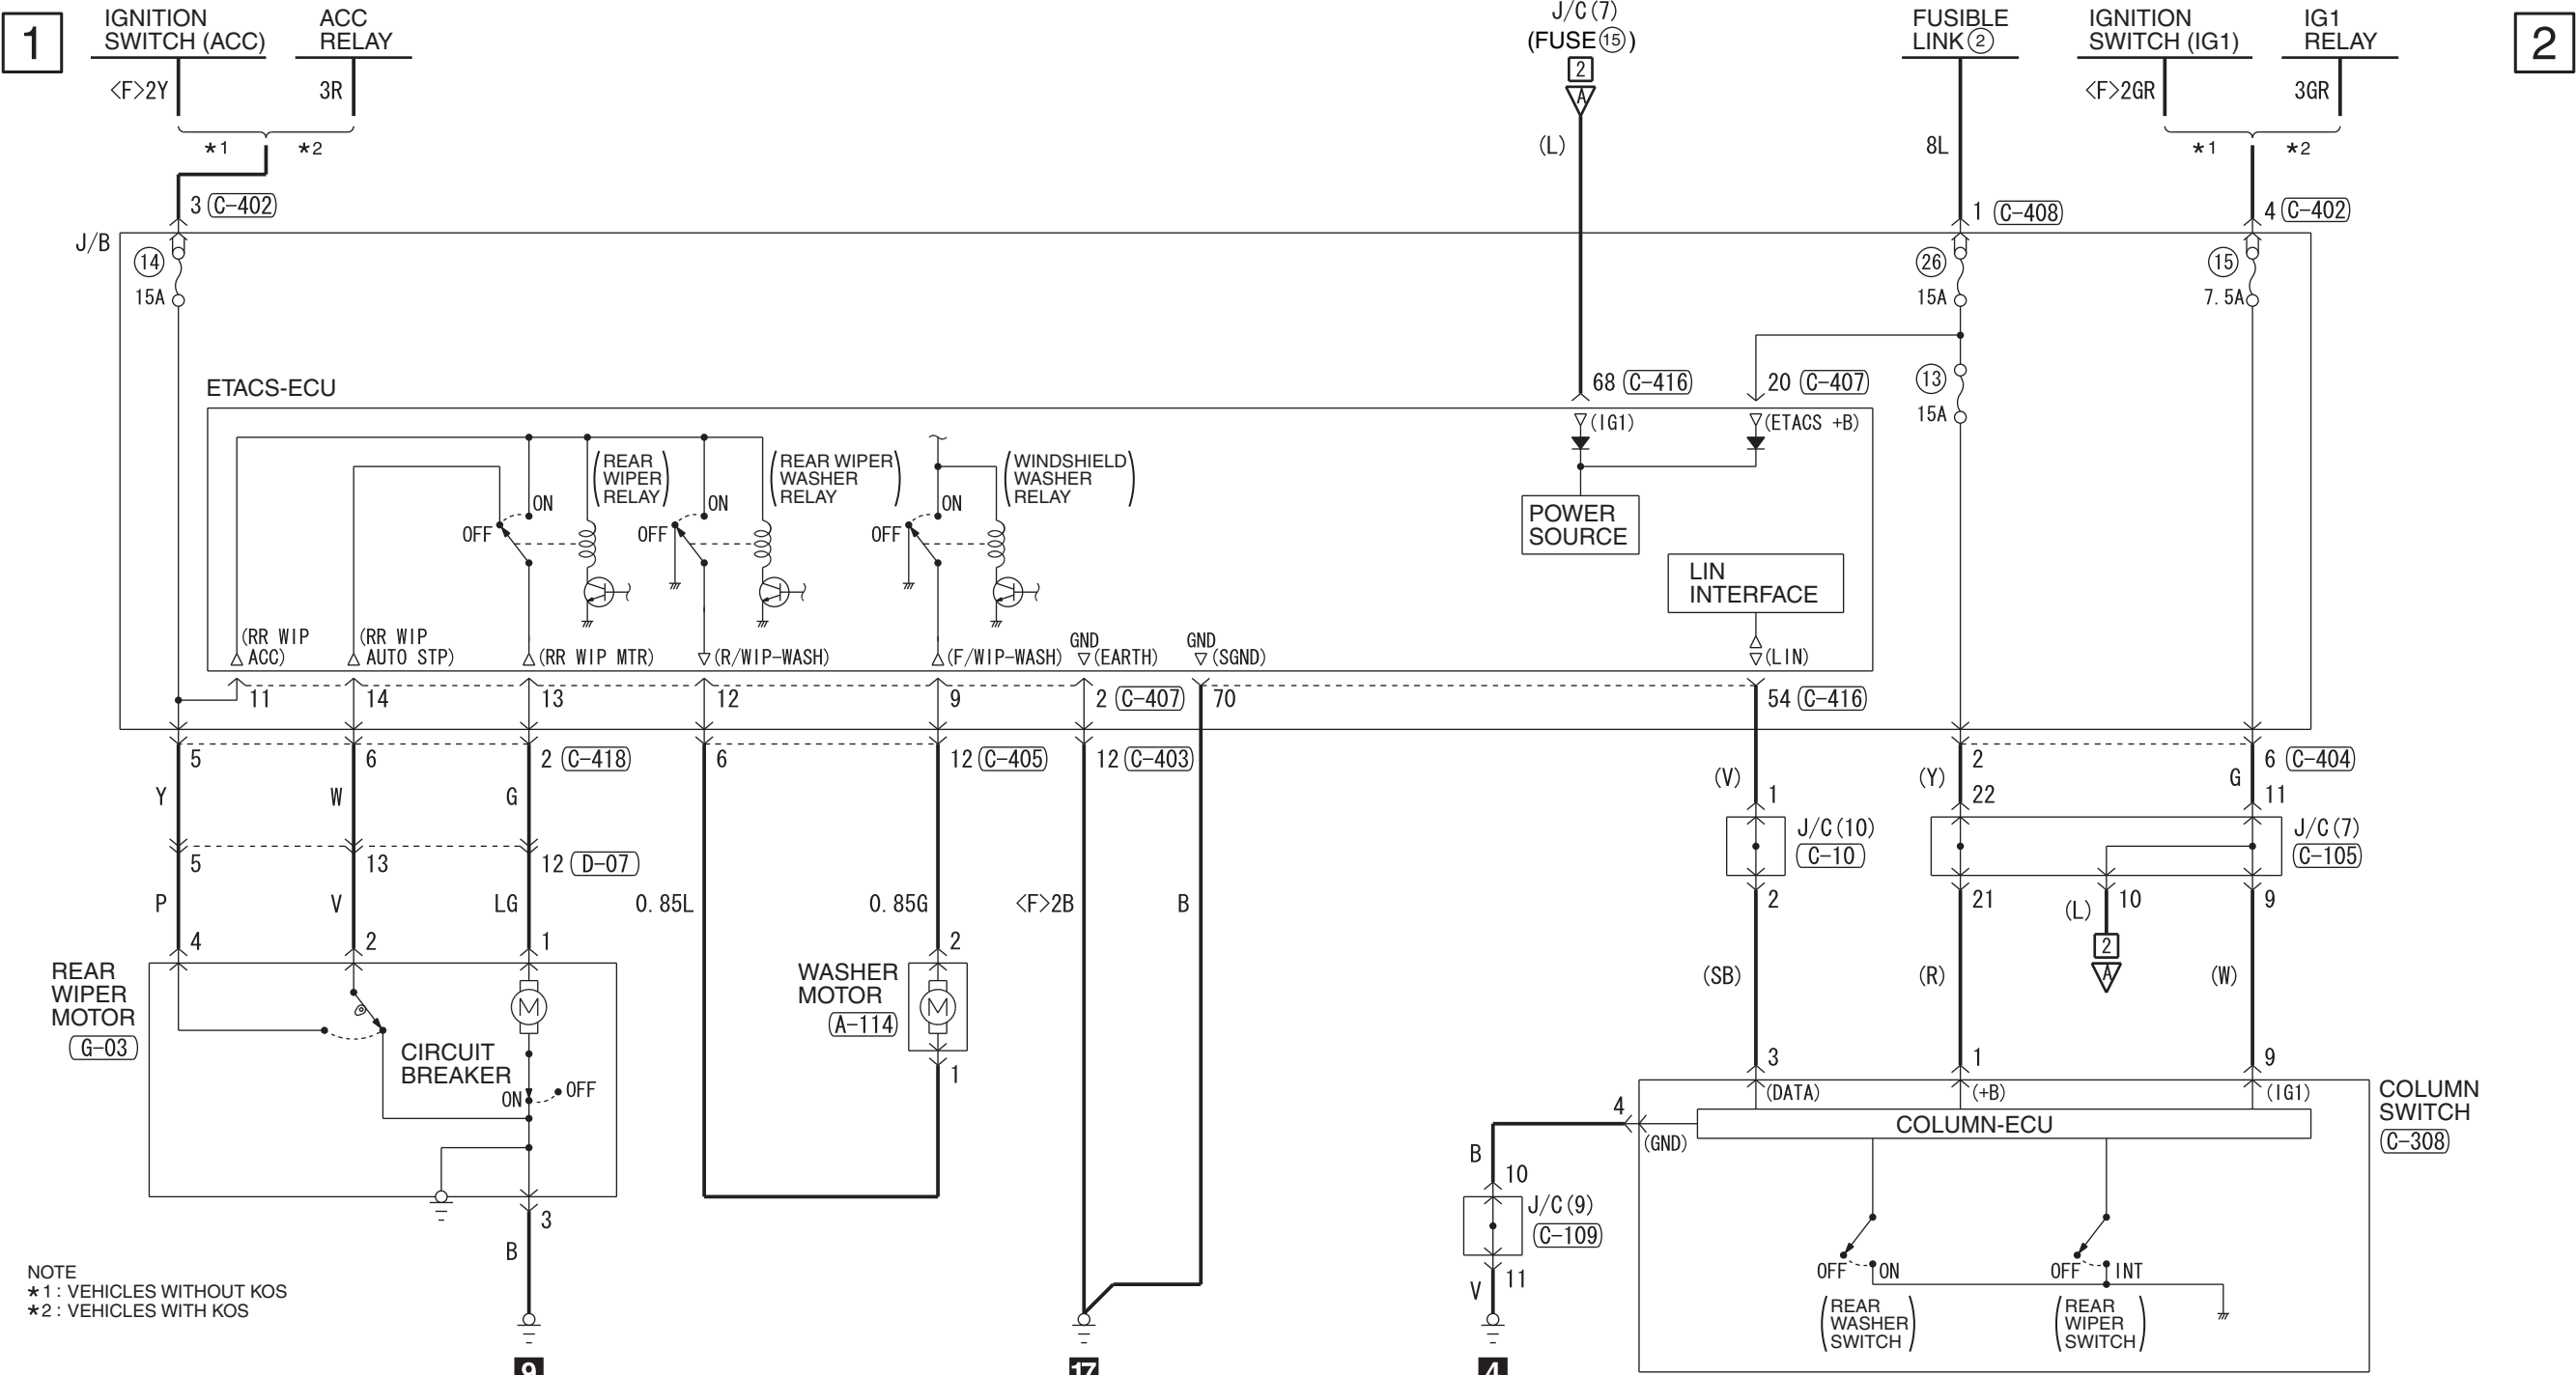 1
IGNITION
SWITCH (ACC)
ACC
RELAY
J/C(7)
(FUSE⑮)
2
A
FUSIBLE
LINK②
IGNITION
SWITCH (IG1)
IG1
RELAY
2
<F>2Y
3R
(L)
8L
<F>2GR
3GR
*1
*2
*1
*2
3 (C-402)
1 (C-408)
4 (C-402)
J/B
14
15A
26
15A
15
7.5A
13
15A
ETACS-ECU
68 (C-416)
20 (C-407)
(IG1)
(ETACS +B)
(REAR
WIPER
RELAY)
(REAR WIPER
WASHER
RELAY)
(WINDSHIELD
WASHER
RELAY)
ON
OFF
ON
OFF
ON
OFF
POWER
SOURCE
LIN
INTERFACE
(RR WIP
ACC)
(RR WIP
AUTO STP)
(RR WIP MTR)
(R/WIP-WASH)
(F/WIP-WASH)
GND
(EARTH)
GND
(SGND)
(LIN)
11
14
13
12
9
2 (C-407)
70
54 (C-416)
5
6
2 (C-418)
6
12 (C-405)
12 (C-403)
2
6 (C-404)
Y
W
G
(V)
(Y)
G
1
22
11
J/C(10)
(C-10)
J/C(7)
(C-105)
5
13
12 (D-07)
P
V
LG
0.85L
0.85G
<F>2B
B
2
21
10
9
(L)
2
A
4
2
1
2
REAR
WIPER
MOTOR
(G-03)
M
CIRCUIT
BREAKER
ON
OFF
WASHER
MOTOR
(A-114)
M
1
(SB)
(R)
(W)
3
1
9
(DATA)
(+B)
(IG1)
COLUMN
SWITCH
(C-308)
4
(GND)
COLUMN-ECU
B
10
J/C(9)
(C-109)
V
11
3
B
OFF
ON
OFF
INT
(REAR
WASHER
SWITCH)
(REAR
WIPER
SWITCH)
NOTE
*1 : VEHICLES WITHOUT KOS
*2 : VEHICLES WITH KOS
9
17
4